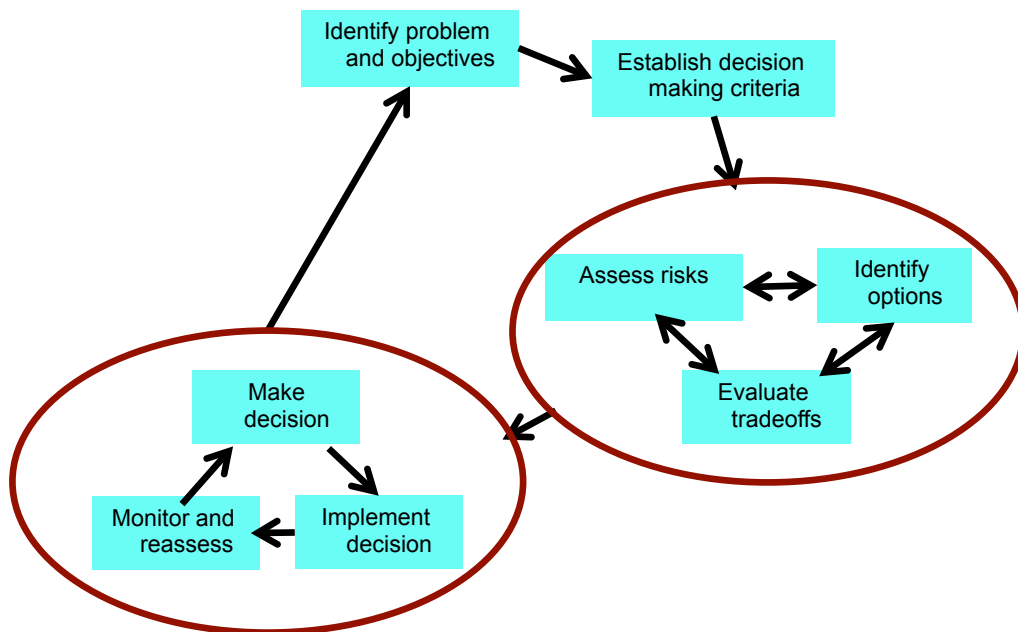 Identify problem
and objectives
Establish decision
making criteria
Assess risks
Identify
options
Evaluate
tradeoffs
Make
decision
Implement
decision
Monitor and
reassess